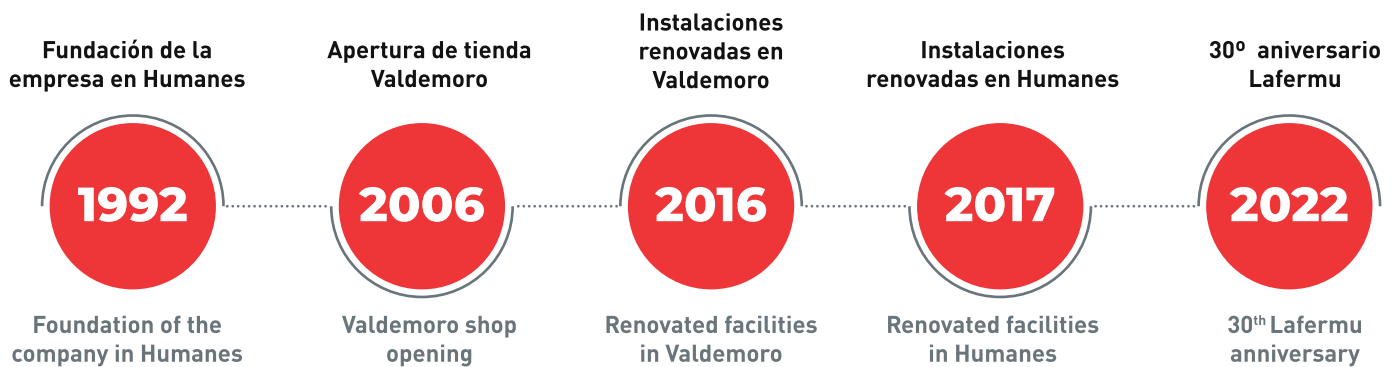 Fundación de la
empresa en Humanes
1992
Foundation of the
company in Humanes
Apertura de tienda
Valdemoro
2006
Valdemoro shop
opening
Instalaciones
renovadas en
Valdemoro
2016
Renovated facilities
in Valdemoro
Instalaciones
renovadas en Humanes
2017
Renovated facilities
in Humanes
30º aniversario
Lafermu
2022
30th Lafermu
anniversary